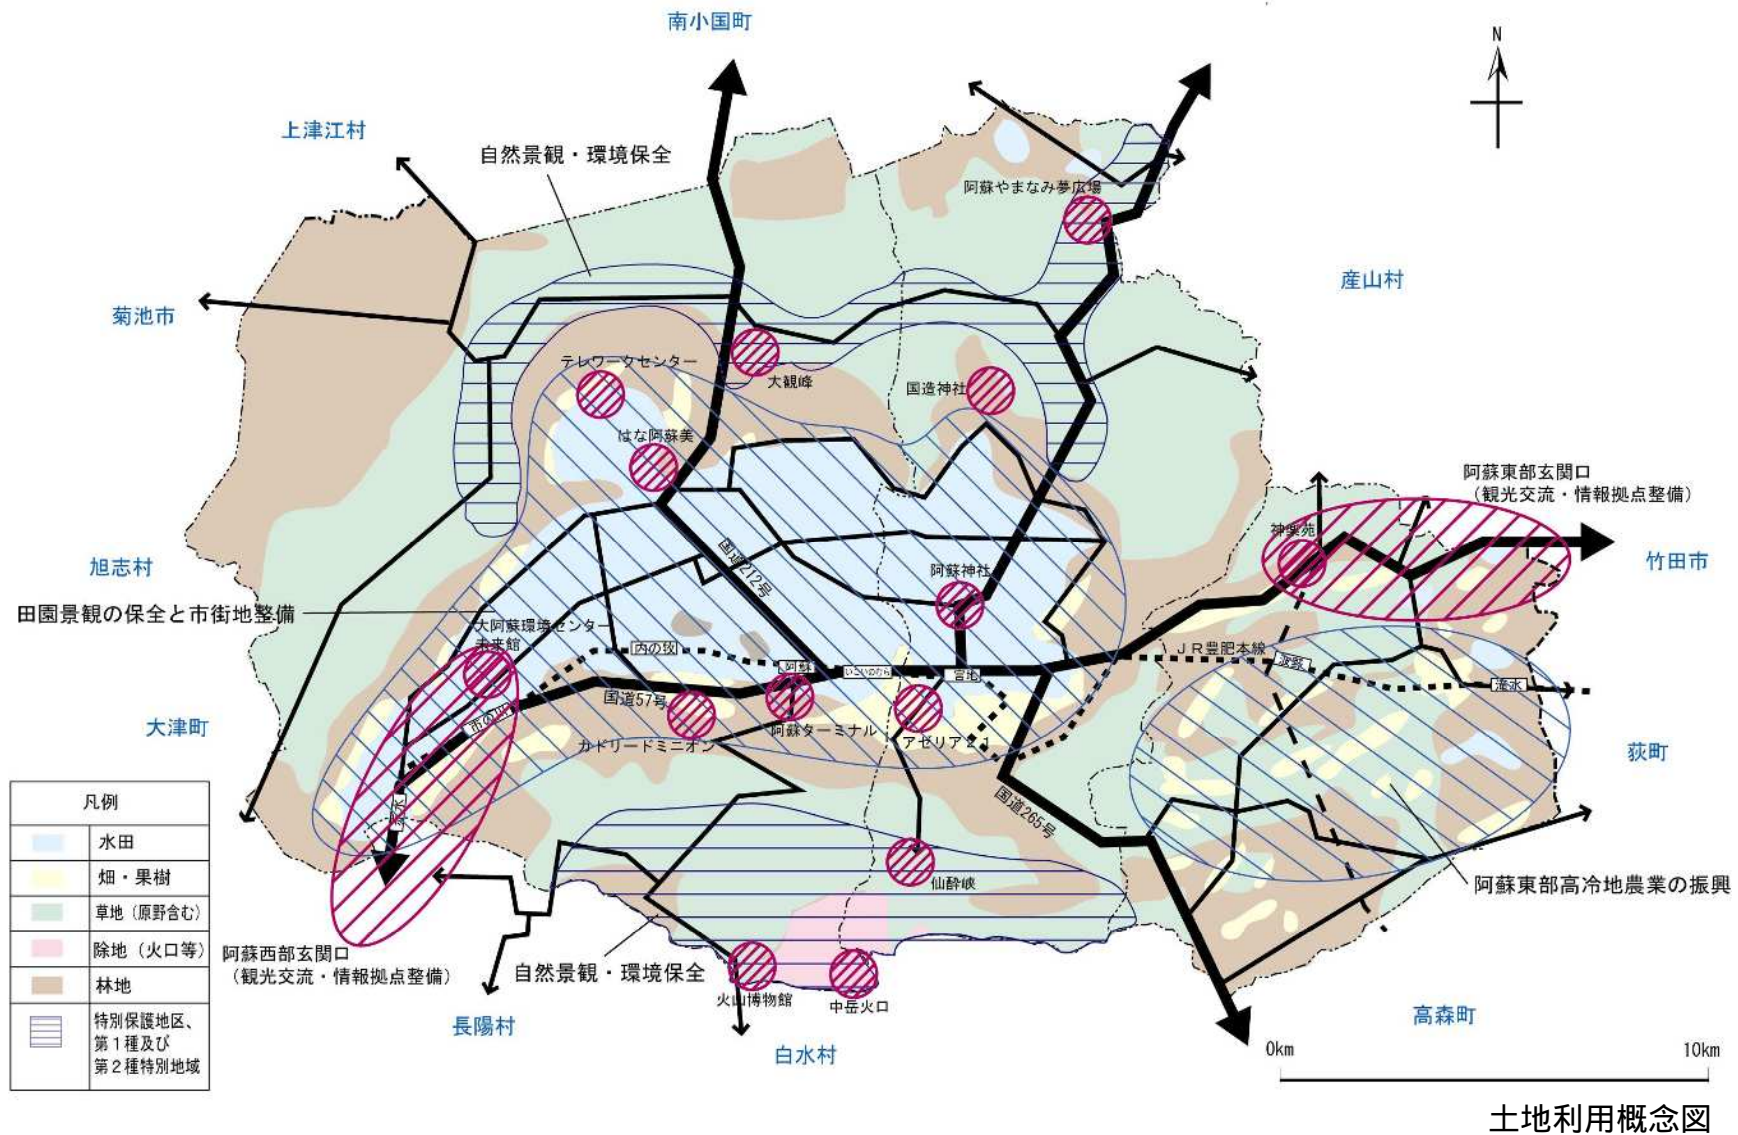 南小国町
N
上津江村
自然景観・環境保全
阿蘇やまなみ夢広場
産山村
菊池市
テレワークセンター
大観峰
国造神社
はな阿蘇美
阿蘇東部玄関口
（観光交流・情報拠点整備）
神楽苑
国道212号
竹田市
旭志村
阿蘇神社
田園景観の保全と市街地整備
大阿蘇環境センター
未来館
内の牧
阿蘇
いこいのむら
宮地
JR豊肥本線
波野
滝水
国道57号
市の川
大津町
カドリードミニオン
阿蘇ターミナル
アゼリア21
荻町
国道265号
赤水
凡例
水田
畑・果樹
草地（原野含む）
除地（火口等）
林地
特別保護地区、
第１種及び
第２種特別地域
仙酔峡
阿蘇東部高冷地農業の振興
阿蘇西部玄関口
（観光交流・情報拠点整備）
自然景観・環境保全
火山博物館
中岳火口
長陽村
白水村
高森町
0km
10km
土地利用概念図